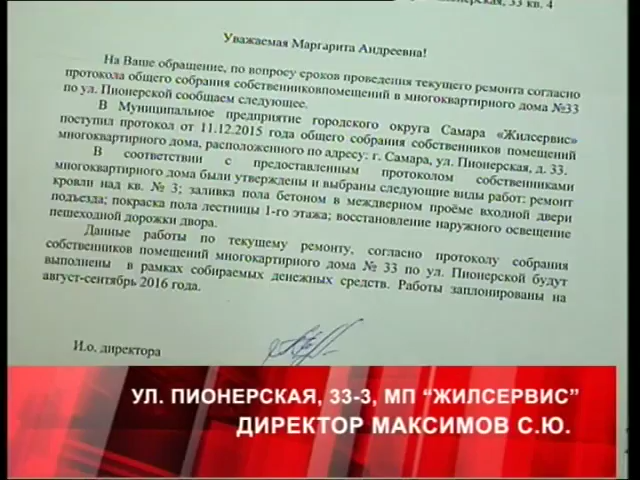 Пионерская, 33 кв. 4
Уважаемая Маргарита Андреевна!
На Ваше обращение, по вопросу сроков проведения текущего ремонта согласно
протокола общего собрания собственниковпомещений в многоквартирного дома №33
по ул. Пионерской сообщаем следующее.
В Муниципальное предприятие городского округа Самара «Жилсервис»
поступил протокол от 11.12.2015 года общего собрания собственников помещений
многоквартирного дома, расположенного по адресу: г. Самара, ул. Пионерская, д. 33.
В соответствии с предоставленным протоколом собственниками
многоквартирного дома были утверждены и выбраны следующие виды работ: ремонт
кровли над кв. № 3; заливка пола бетоном в междверном проёме входной двери
подъезда; покраска пола лестницы 1-го этажа; восстановление наружного освещение
пешеходной дорожки двора.
Данные работы по текущему ремонту, согласно протоколу собрания
собственников помещений многоквартирного дома № 33 по ул. Пионерской будут
выполнены в рамках собираемых денежных средств. Работы заплонированы на
август-сентябрь 2016 года.
И.о. директора
УЛ. ПИОНЕРСКАЯ, 33-3, МП “ЖИЛСЕРВИС”
ДИРЕКТОР МАКСИМОВ С.Ю.